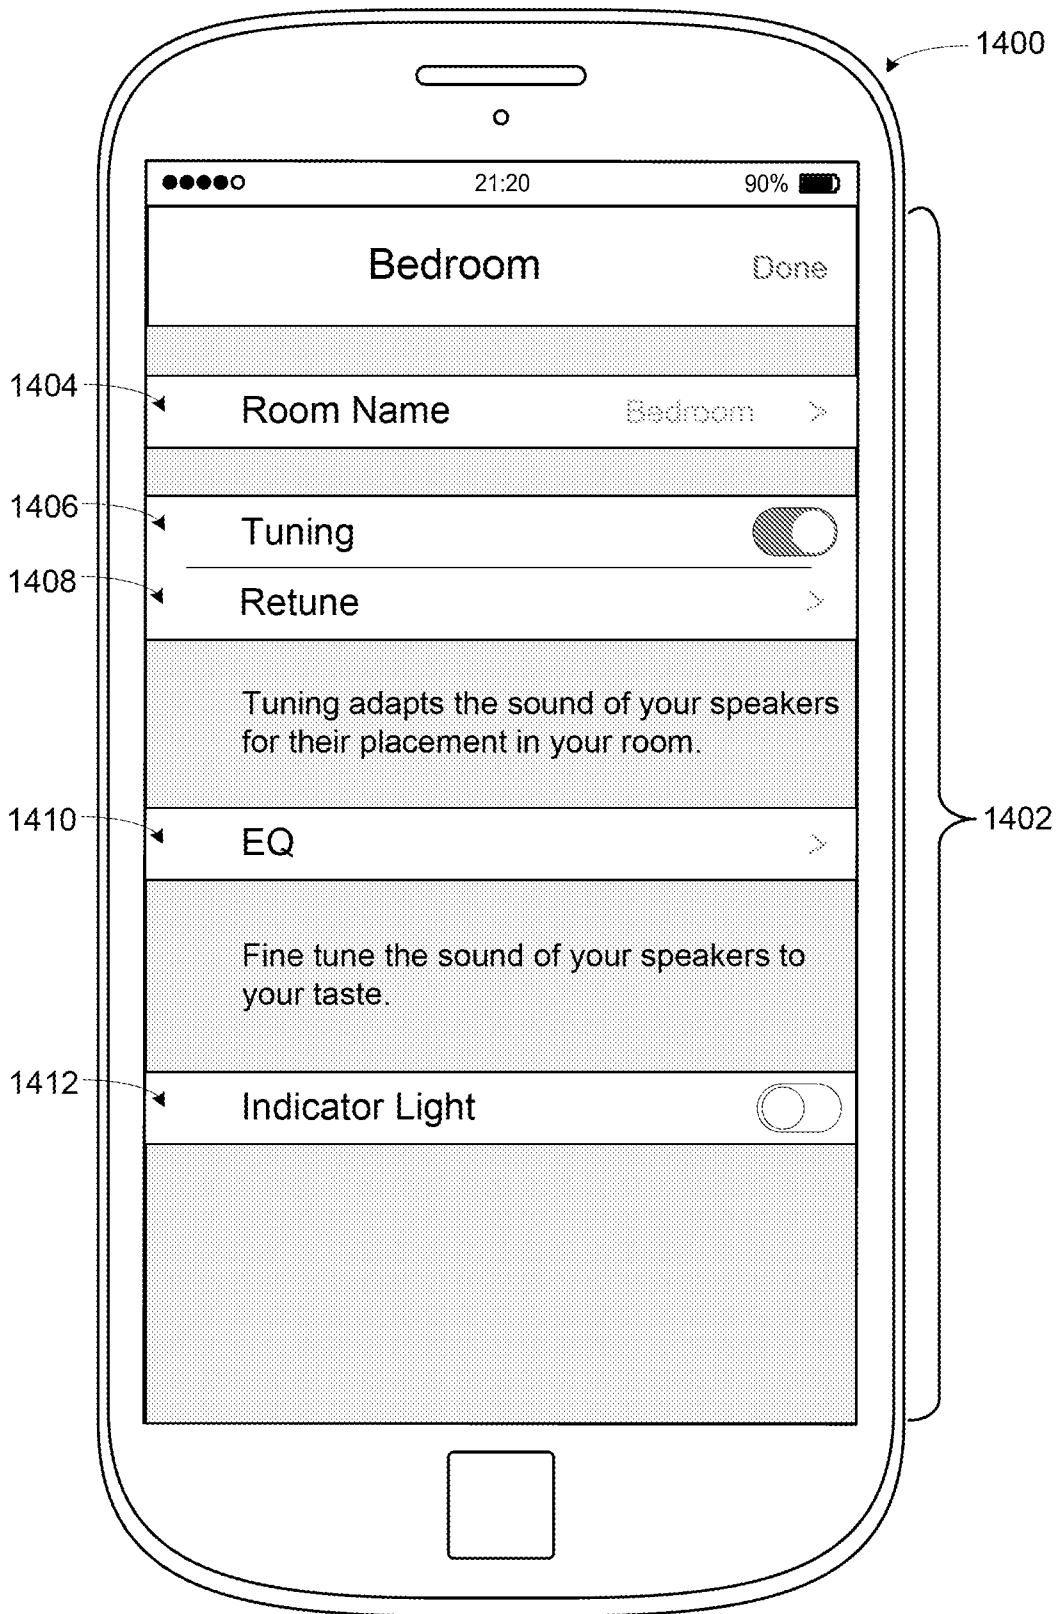 1400
21:20 90%
Bedroom Done
1404 Room Name Bedroom >
1406 Tuning
1408 Retune >
Tuning adapts the sound of your speakers
for their placement in your room.
1410 EQ >
1402
Fine tune the sound of your speakers to
your taste.
1412 Indicator Light